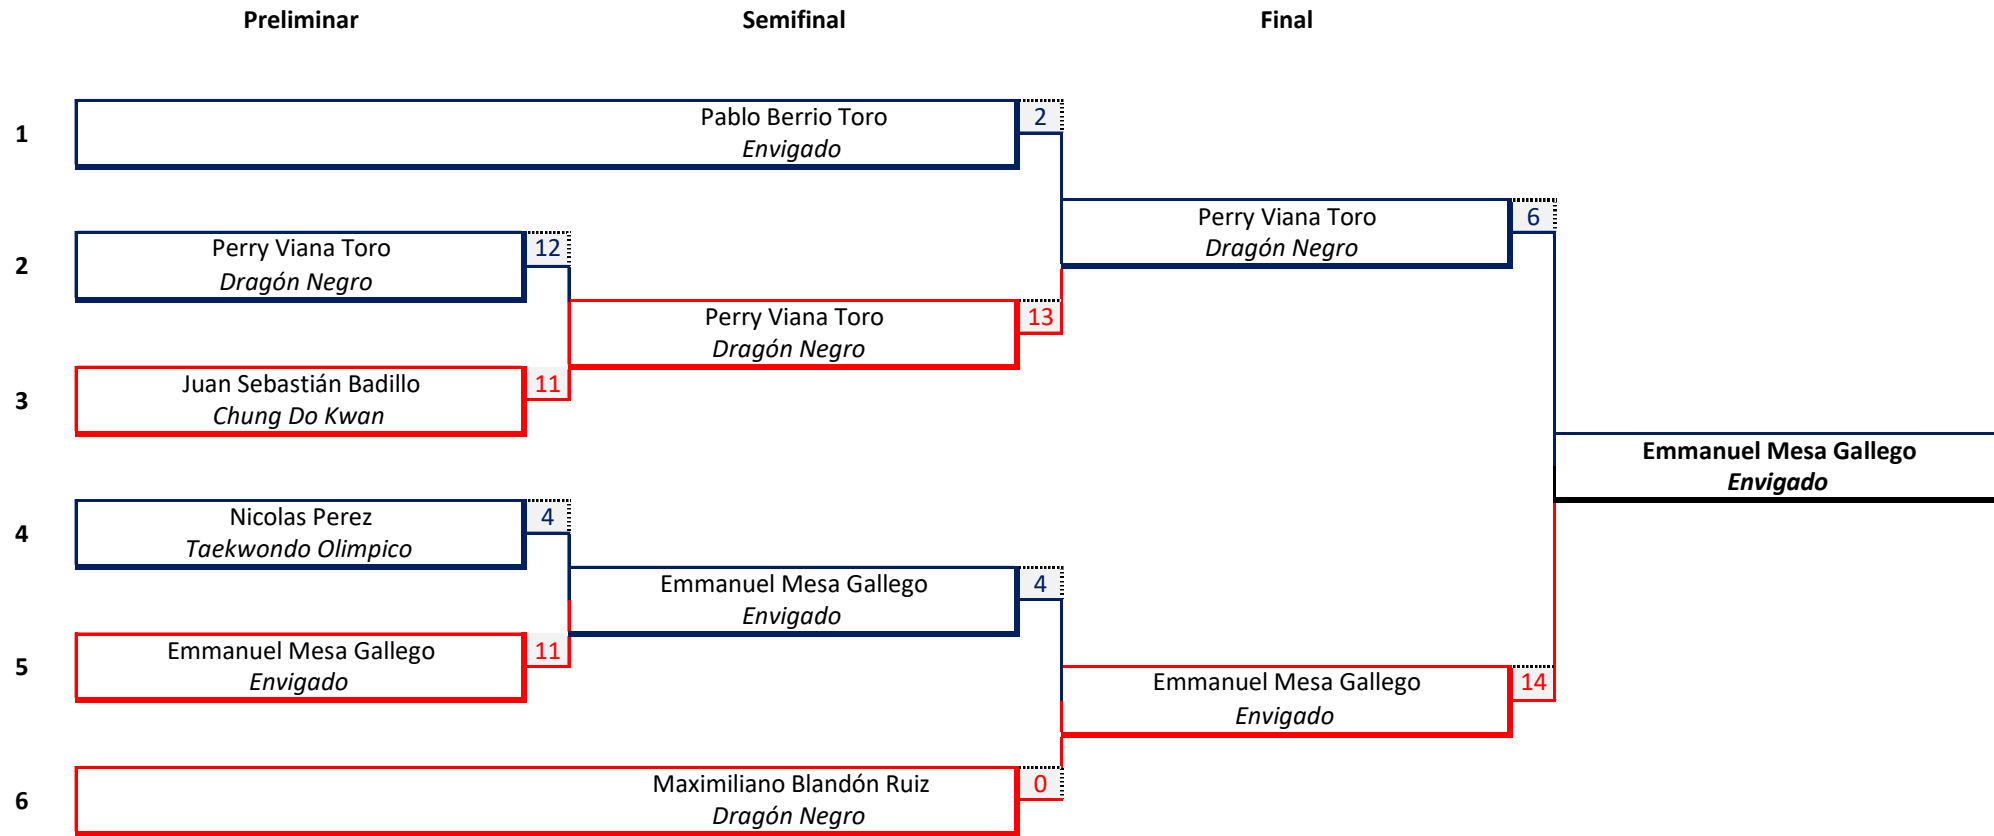 Preliminar Semifinal Final
1
Pablo Berrio Toro
Envigado
2
2
Perry Viana Toro
Dragón Negro
12
Perry Viana Toro
Dragón Negro
6
Perry Viana Toro
Dragón Negro
13
3
Juan Sebastián Badillo
Chung Do Kwan
11
Emmanuel Mesa Gallego
Envigado
4
Nicolas Perez
Taekwondo Olimpico
4
Emmanuel Mesa Gallego
Envigado
4
5
Emmanuel Mesa Gallego
Envigado
11
Emmanuel Mesa Gallego
Envigado
14
6
Maximiliano Blandón Ruiz
Dragón Negro
0